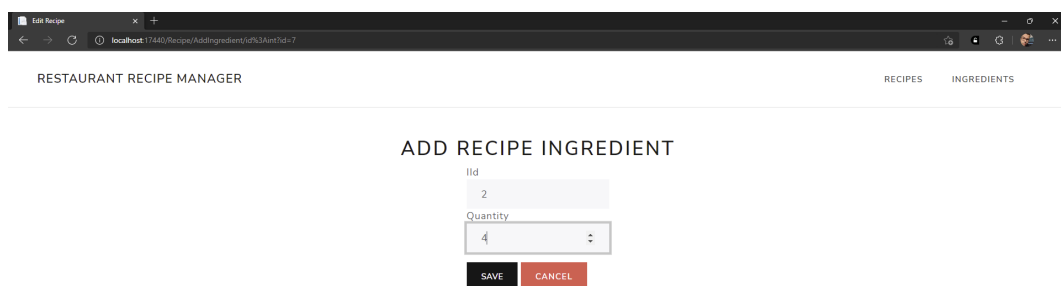 Edit Recipe
localhost:17440/Recipe/AddIngredient/id%3Aint?id=7
RESTAURANT RECIPE MANAGER
RECIPES INGREDIENTS
ADD RECIPE INGREDIENT
IId
2
Quantity
4
SAVE CANCEL